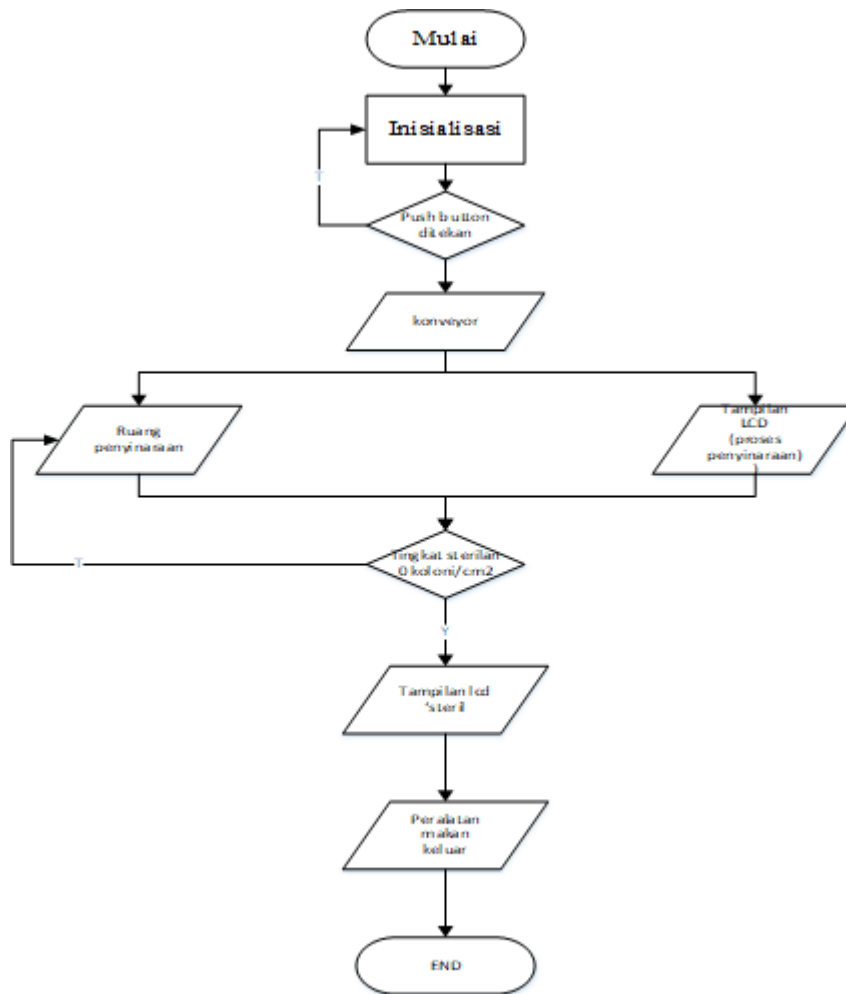 Mulai
Inisialisasi
T
Push button
ditekan
konveyor
Ruang
penyinaraan
Tampilan
LCD
(proses
penyinaraan)
)
T
Tingkat sterilan
0 koloni/cm2
Y
Tampilan lcd
'steril
Peralatan
makan
keluar
END